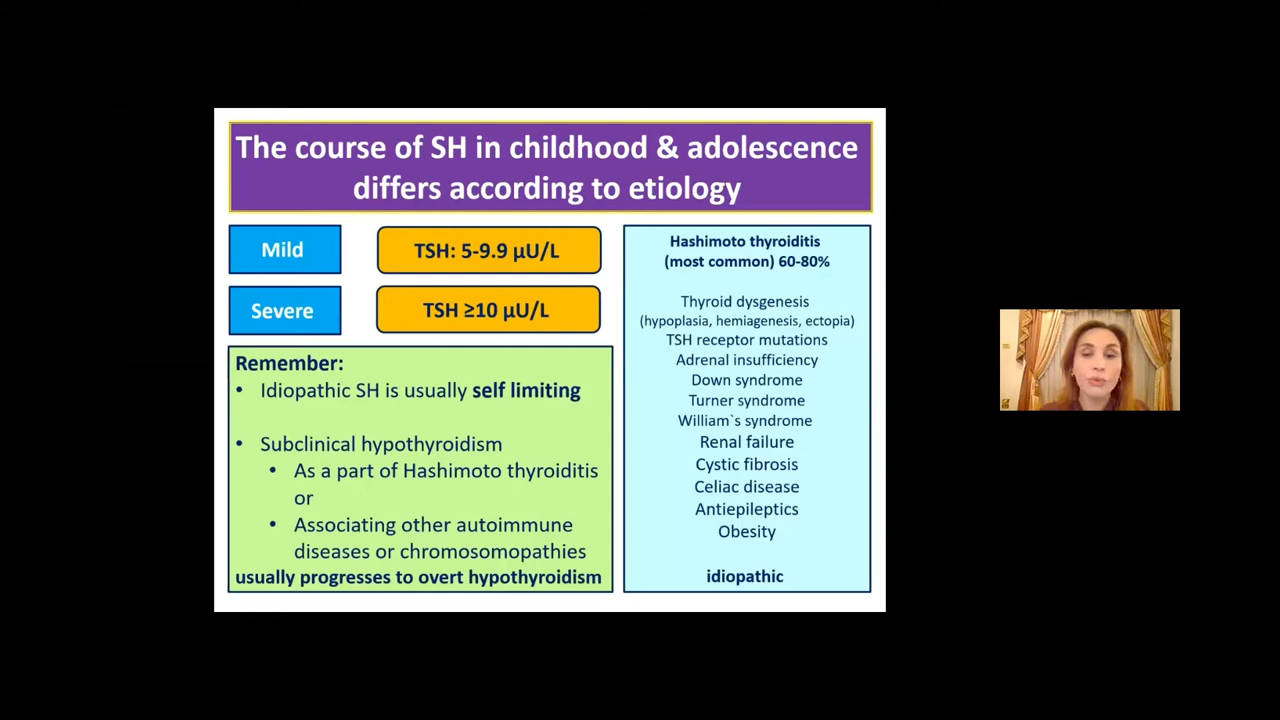 The course of SH in childhood & adolescence
differs according to etiology
Mild
TSH: 5-9.9 µU/L
Severe
TSH ≥10 µU/L
Remember:
• Idiopathic SH is usually self limiting
• Subclinical hypothyroidism
• As a part of Hashimoto thyroiditis
or
• Associating other autoimmune
diseases or chromosomopathies
usually progresses to overt hypothyroidism
Hashimoto thyroiditis
(most common) 60-80%
Thyroid dysgenesis
(hypoplasia, hemiagenesis, ectopia)
TSH receptor mutations
Adrenal insufficiency
Down syndrome
Turner syndrome
William`s syndrome
Renal failure
Cystic fibrosis
Celiac disease
Antiepileptics
Obesity
idiopathic